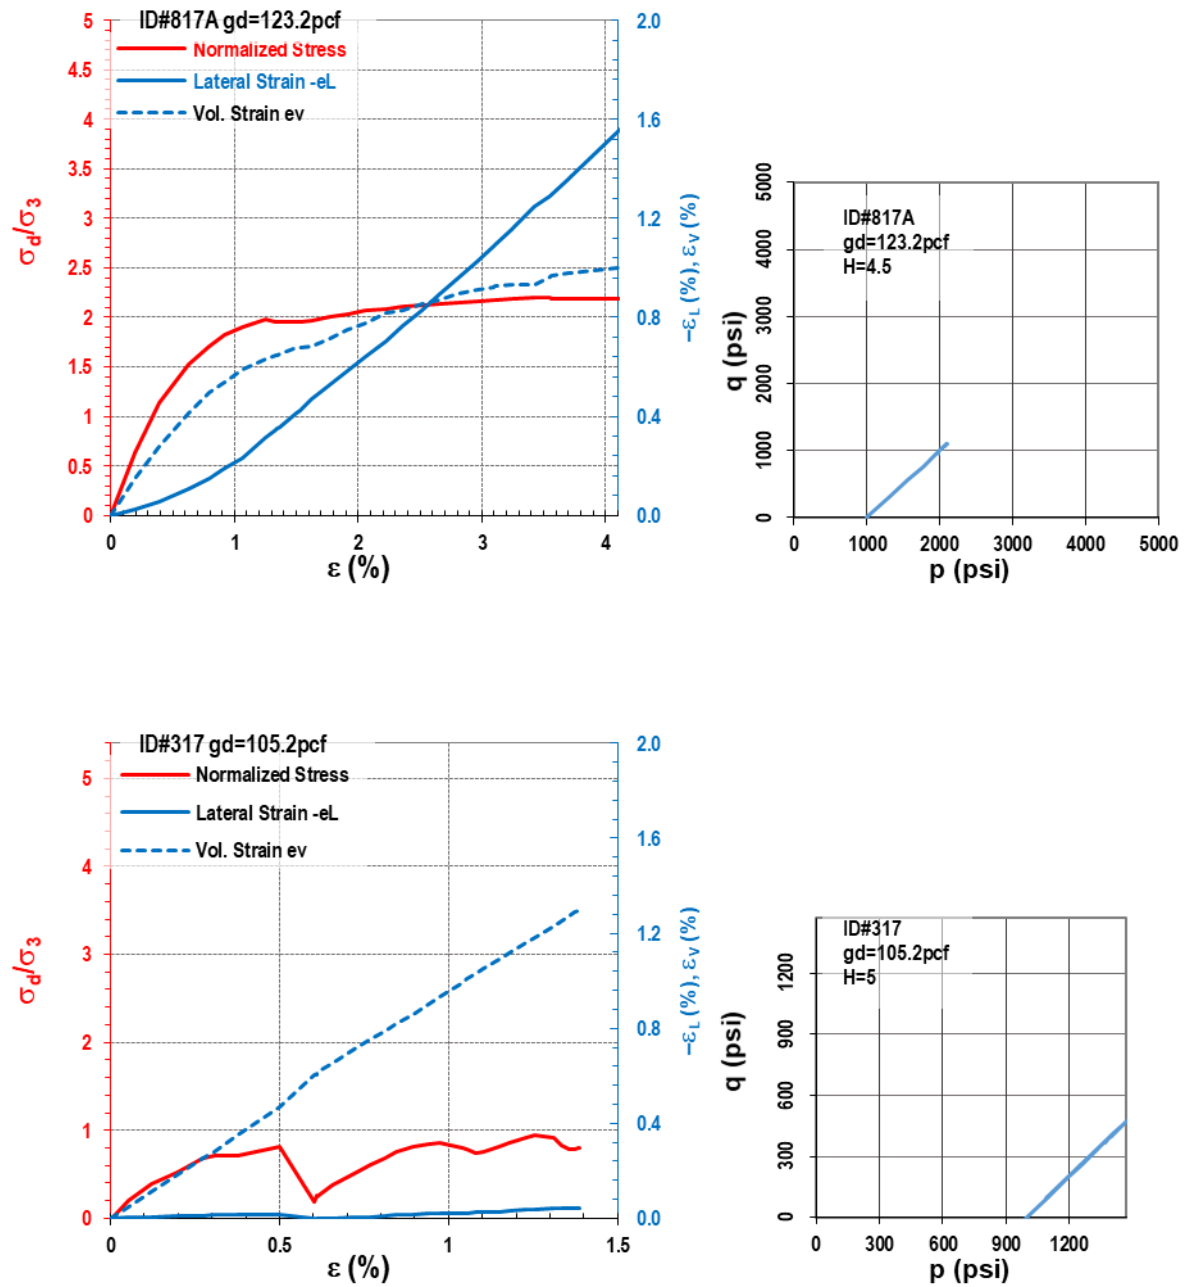 ID#817A gd=123.2pcf
Normalized Stress
Lateral Strain -eL
Vol. Strain ev
5
4.5
4
3.5
3
2.5
2
1.5
1
0.5
0
σd/σ3
2.0
1.6
1.2
0.8
0.4
0.0
−εL (%), εV (%)
0 1 2 3 4
ε (%)
ID#817A
gd=123.2pcf
H=4.5
5000
4000
3000
2000
1000
0
q (psi)
0 1000 2000 3000 4000 5000
p (psi)
ID#317 gd=105.2pcf
Normalized Stress
Lateral Strain -eL
Vol. Strain ev
5
4
3
2
1
0
σd/σ3
2.0
1.6
1.2
0.8
0.4
0.0
−εL (%), εV (%)
0 0.5 1 1.5
ε (%)
ID#317
gd=105.2pcf
H=5
1200
900
600
300
0
q (psi)
0 300 600 900 1200
p (psi)